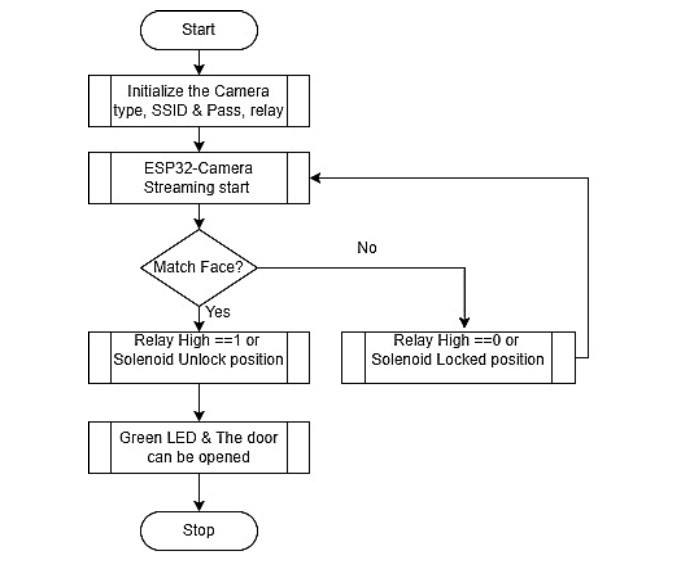 Start
Initialize the Camera
type, SSID & Pass, relay
ESP32-Camera
Streaming start
Match Face?
No
Yes
Relay High ==1 or
Solenoid Unlock position
Relay High ==0 or
Solenoid Locked position
Green LED & The door
can be opened
Stop